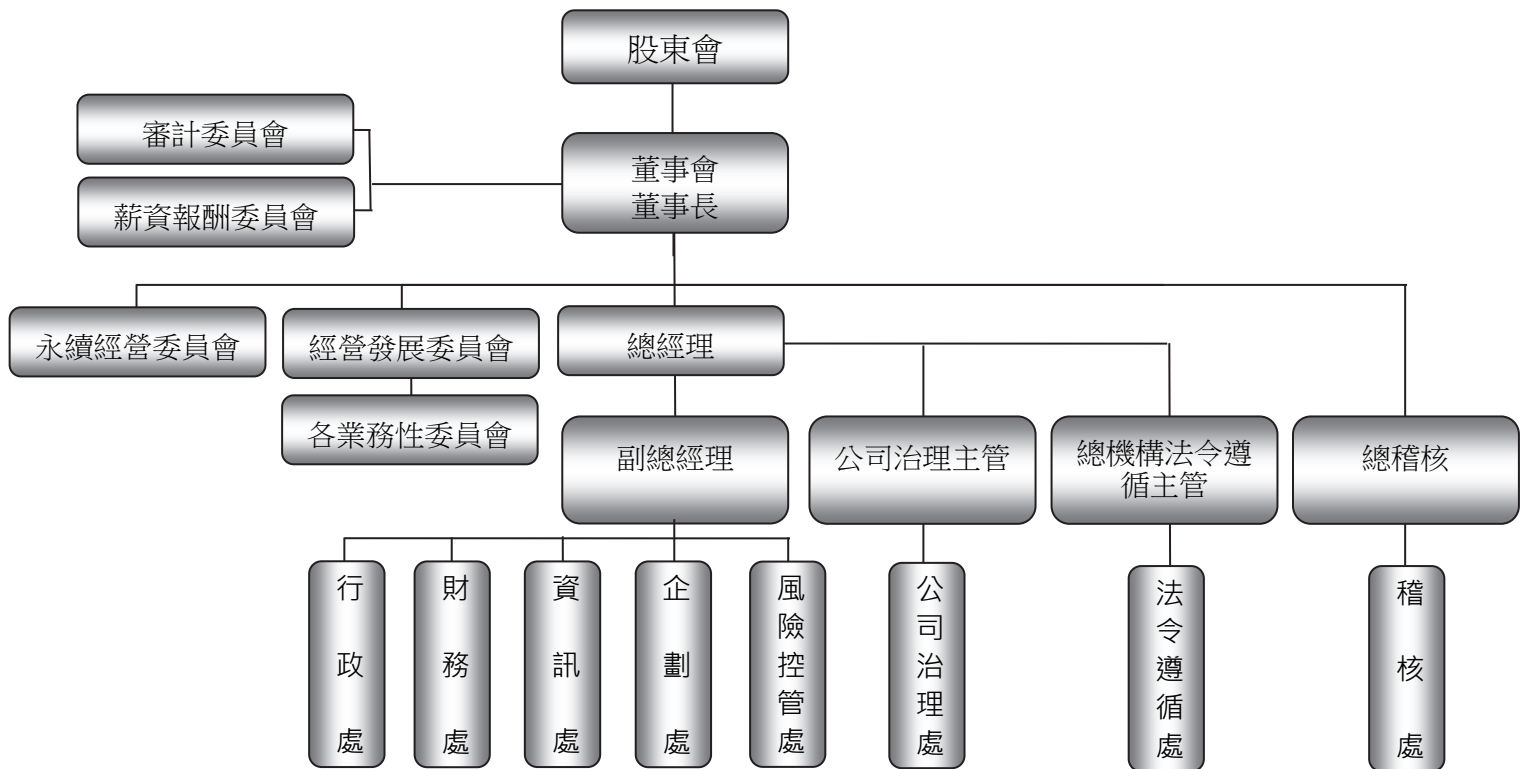 股東會
審計委員會
薪資報酬委員會
董事會
董事長
永續經營委員會
經營發展委員會
總經理
各業務性委員會
副總經理
公司治理主管
總機構法令遵
循主管
總稽核
行政處
財務處
資訊處
企劃處
風險控管處
公司治理處
法令遵循處
稽核處